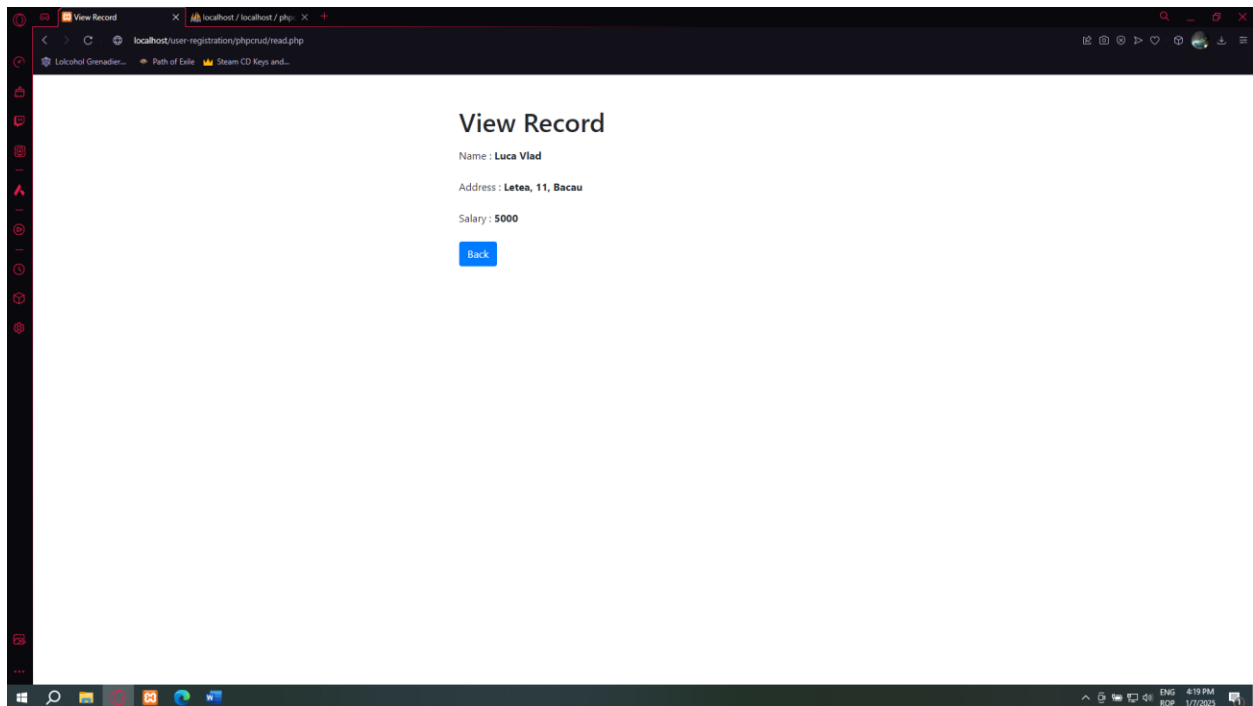 View Record
localhost / localhost / php
localhost/user-registration/phpcrud/read.php
Lolcohol Grenadier...
Path of Exile
Steam CD Keys and...
View Record
Name : Luca Vlad
Address : Letea, 11, Bacau
Salary : 5000
Back
ENG
4:19 PM
ROP
1/7/2025